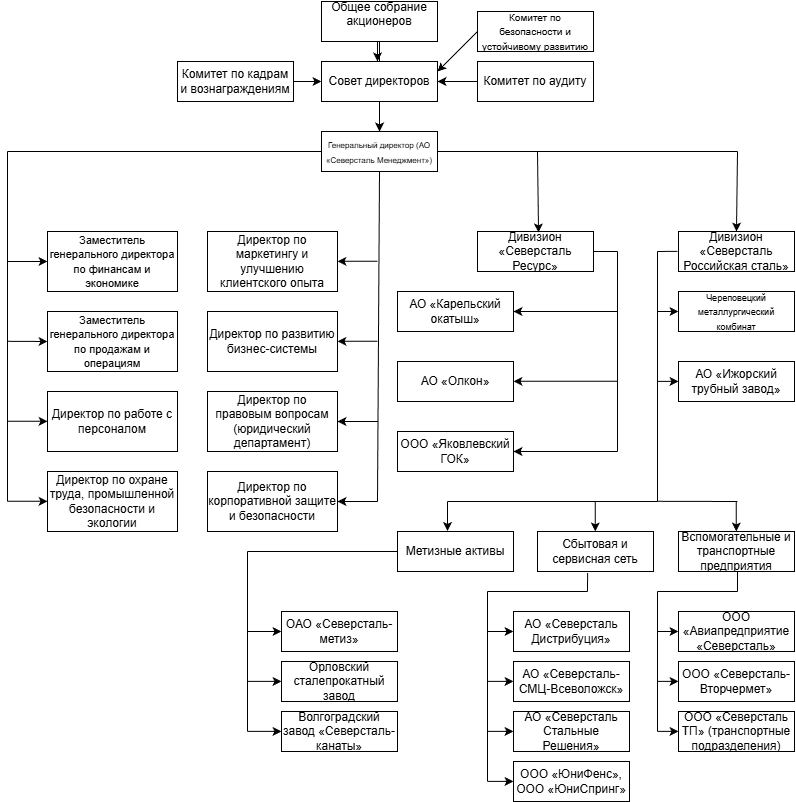 Общее собрание
акционеров
Комитет по
безопасности и
устойчивому развитию
Комитет по кадрам
и вознаграждениям
Совет директоров
Комитет по аудиту
Генеральный директор (АО
«Северсталь Менеджмент»)
Заместитель
генерального директора
по финансам и
экономике
Директор по
маркетингу и
улучшению
клиентского опыта
Дивизион
«Северсталь
Ресурс»
Дивизион
«Северсталь
Российская сталь»
АО «Карельский
окатыш»
Череповецкий
металлургический
комбинат
Заместитель
генерального директора
по продажам и
операциям
Директор по развитию
бизнес-системы
АО «Олкон»
АО «Ижорский
трубный завод»
Директор по работе с
персоналом
Директор по
правовым вопросам
(юридический
департамент)
ООО «Яковлевский
ГОК»
Директор по охране
труда, промышленной
безопасности и
экологии
Директор по
корпоративной защите
и безопасности
Метизные активы
Сбытовая и
сервисная сеть
Вспомогательные и
транспортные
предприятия
ОАО «Северсталь-
метиз»
АО «Северсталь
Дистрибуция»
ООО
«Авиапредприятие
«Северсталь»
Орловский
сталепрокатный
завод
АО «Северсталь-
СМЦ-Всеволожск»
ООО «Северсталь-
Вторчермет»
Волгоградский
завод «Северсталь-
канаты»
АО «Северсталь
Стальные
Решения»
ООО «Северсталь
ТП» (транспортные
подразделения)
ООО «ЮниФенс»,
ООО «ЮниСпринг»